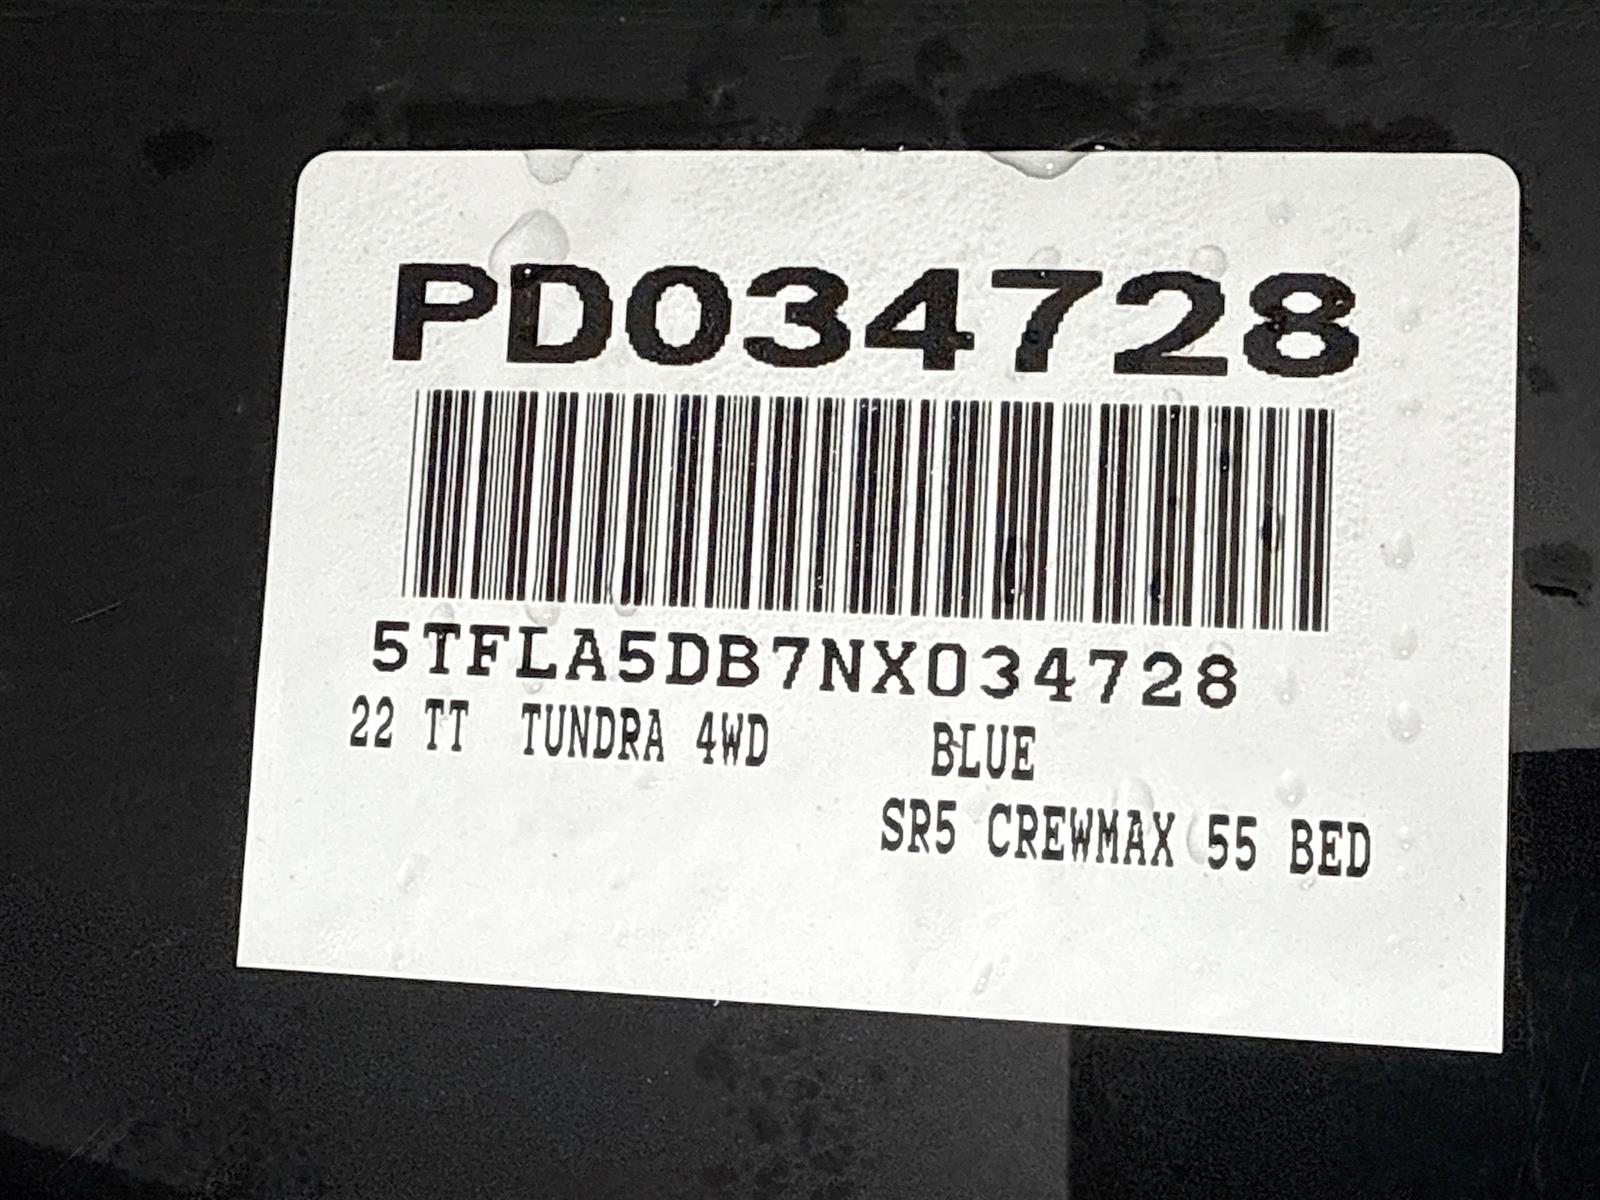 PD034728
5TFLA5DB7NX034728
22 TT TUNDRA 4WD BLUE
SR5 CREWMAX 55 BED